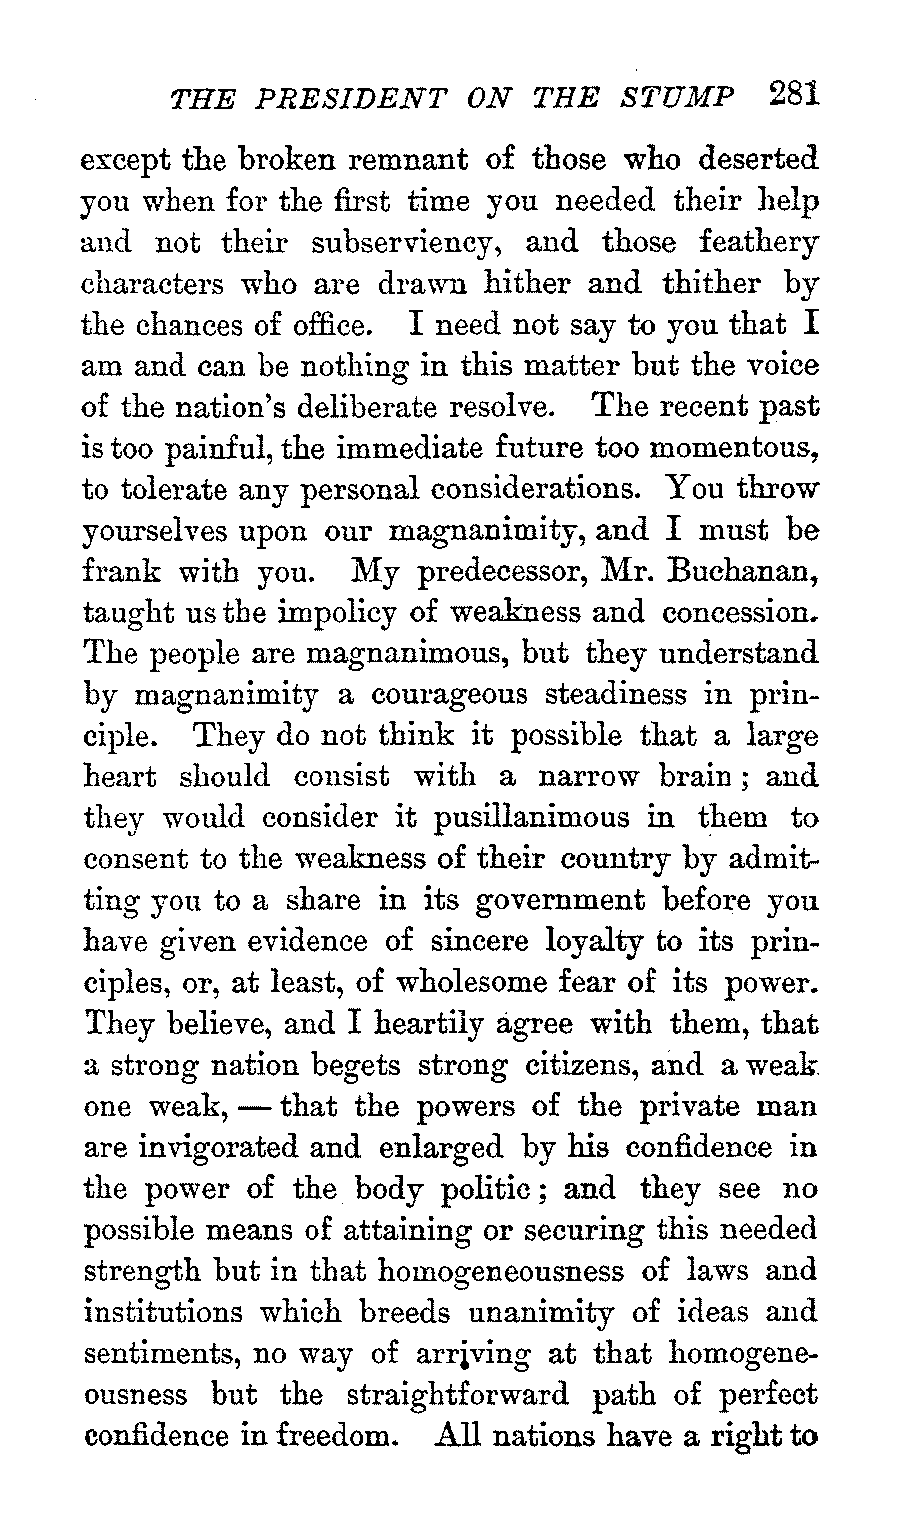 THE PRESIDENT ON THE STUMP 281
except the broken remnant of those who deserted
you when for the first time you needed their help
and not their subserviency, and those feathery
characters who are drawn hither and thither by
the chances of office. I need not say to you that I
am and can be nothing in this matter but the voice
of the nation's deliberate resolve. The recent past
is too painful, the immediate future too momentous,
to tolerate any personal considerations. You throw
yourselves upon our magnanimity, and I must be
frank with you. My predecessor, Mr. Buchanan,
taught us the impolicy of weakness and concession.
The people are magnanimous, but they understand
by magnanimity a courageous steadiness in prin-
ciple. They do not think it possible that a large
heart should consist with a narrow brain; and
they would consider it pusillanimous in them to
consent to the weakness of their country by admit-
ting you to a share in its government before you
have given evidence of sincere loyalty to its prin-
ciples, or, at least, of wholesome fear of its power.
They believe, and I heartily agree with them, that
a strong nation begets strong citizens, and a weak
one weak, — that the powers of the private man
are invigorated and enlarged by his confidence in
the power of the body politic; and they see no
possible means of attaining or securing this needed
strength but in that homogeneousness of laws and
institutions which breeds unanimity of ideas and
sentiments, no way of arriving at that homogene-
ousness but the straightforward path of perfect
confidence in freedom. All nations have a right to